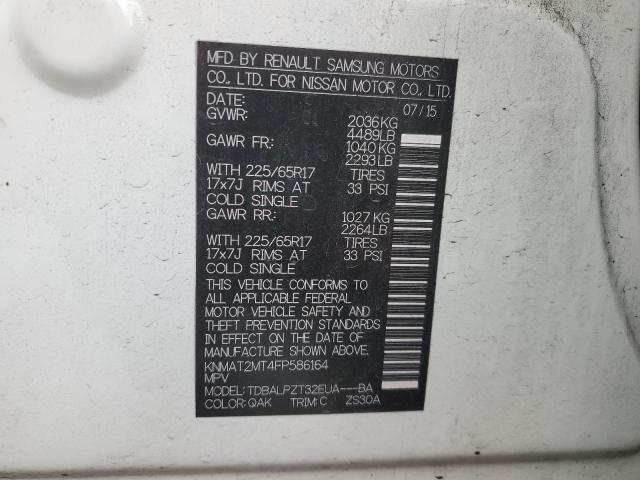 MFD BY RENAULT SAMSUNG MOTORS
CO., LTD. FOR NISSAN MOTOR CO., LTD.
DATE: 07/15
GVWR: 2036KG
4489LB
GAWR FR: 1040KG
2293LB
WITH 225/65R17 TIRES
17x7J RIMS AT 33 PSI
COLD SINGLE
GAWR RR: 1027KG
2264LB
WITH 225/65R17 TIRES
17x7J RIMS AT 33 PSI
COLD SINGLE
THIS VEHICLE CONFORMS TO
ALL APPLICABLE FEDERAL
MOTOR VEHICLE SAFETY AND
THEFT PREVENTION STANDARDS
IN EFFECT ON THE DATE OF
MANUFACTURE SHOWN ABOVE.
KNMAT2MT4FP586164
MPV
MODEL: TDBALPZT32EUA---BA
COLOR: QAK TRIM: C ZS30A